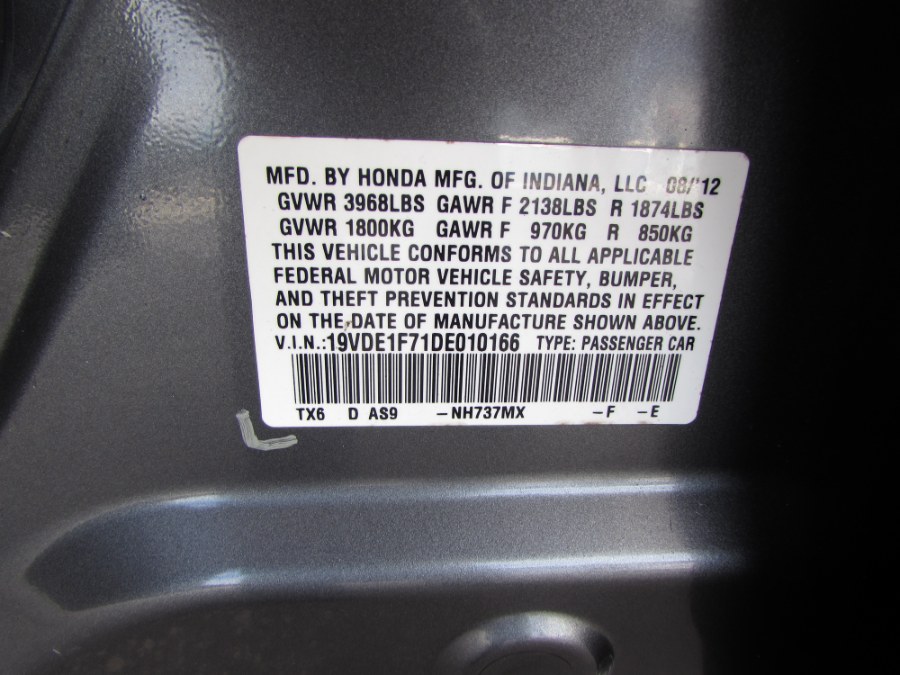 MFD. BY HONDA MFG. OF INDIANA, LLC 08/'12
GVWR 3968LBS GAWR F 2138LBS R 1874LBS
GVWR 1800KG GAWR F 970KG R 850KG
THIS VEHICLE CONFORMS TO ALL APPLICABLE
FEDERAL MOTOR VEHICLE SAFETY, BUMPER,
AND THEFT PREVENTION STANDARDS IN EFFECT
ON THE DATE OF MANUFACTURE SHOWN ABOVE.
V.I.N.:19VDE1F71DE010166 TYPE: PASSENGER CAR
TX6 D AS9 –NH737MX –F –E